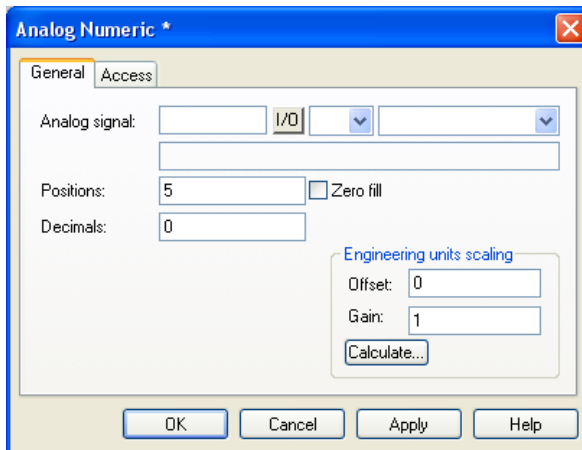 Analog Numeric *
General Access
Analog signal: I/O
Positions: 5 Zero fill
Decimals: 0
Engineering units scaling
Offset: 0
Gain: 1
Calculate...
OK Cancel Apply Help